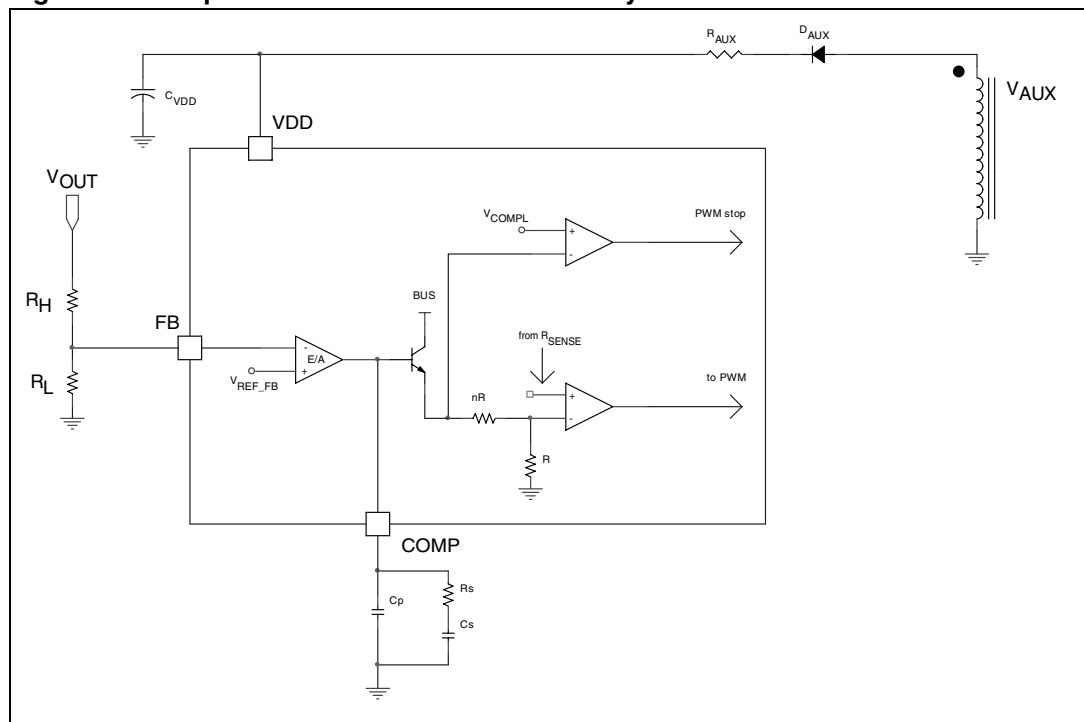 R_AUX
D_AUX
C_VDD
V_AUX
VDD
V_OUT
V_COMPL
PWM stop
+
-
BUS
R_H
FB
from R_SENSE
-
E/A
+
V_REF_FB
to PWM
+
-
nR
R_L
R
COMP
Rs
Cp
Cs